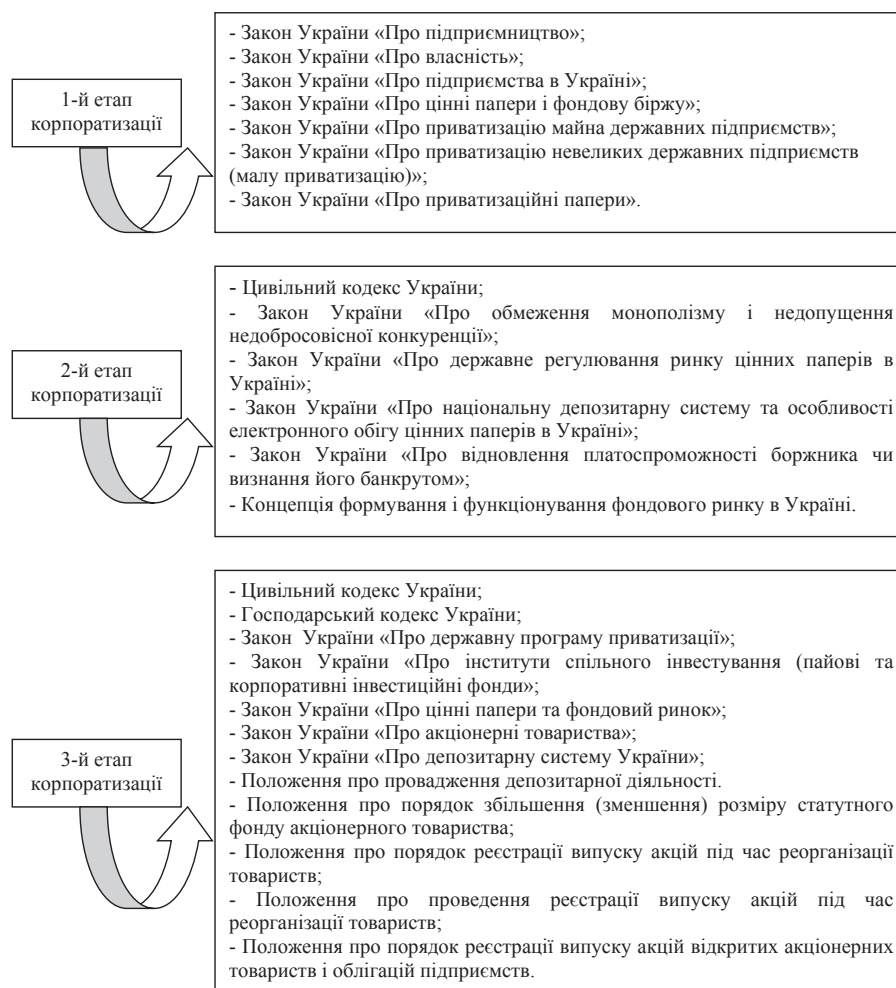 1-й етап
корпоратизації
- Закон України «Про підприємництво»;
- Закон України «Про власність»;
- Закон України «Про підприємства в Україні»;
- Закон України «Про цінні папери і фондову біржу»;
- Закон України «Про приватизацію майна державних підприємств»;
- Закон України «Про приватизацію невеликих державних підприємств
(малу приватизацію)»;
- Закон України «Про приватизаційні папери».
2-й етап
корпоратизації
- Цивільний кодекс України;
- Закон України «Про обмеження монополізму і недопущення
недобросовісної конкуренції»;
- Закон України «Про державне регулювання ринку цінних паперів в
Україні»;
- Закон України «Про національну депозитарну систему та особливості
електронного обігу цінних паперів в Україні»;
- Закон України «Про відновлення платоспроможності боржника чи
визнання його банкрутом»;
- Концепція формування і функціонування фондового ринку в Україні.
3-й етап
корпоратизації
- Цивільний кодекс України;
- Господарський кодекс України;
- Закон України «Про державну програму приватизації»;
- Закон України «Про інститути спільного інвестування (пайові та
корпоративні інвестиційні фонди»;
- Закон України «Про цінні папери та фондовий ринок»;
- Закон України «Про акціонерні товариства»;
- Закон України «Про депозитарну систему України»;
- Положення про провадження депозитарної діяльності.
- Положення про порядок збільшення (зменшення) розміру статутного
фонду акціонерного товариства;
- Положення про порядок реєстрації випуску акцій під час реорганізації
товариств;
- Положення про проведення реєстрації випуску акцій під час
реорганізації товариств;
- Положення про порядок реєстрації випуску акцій відкритих акціонерних
товариств і облігацій підприємств.